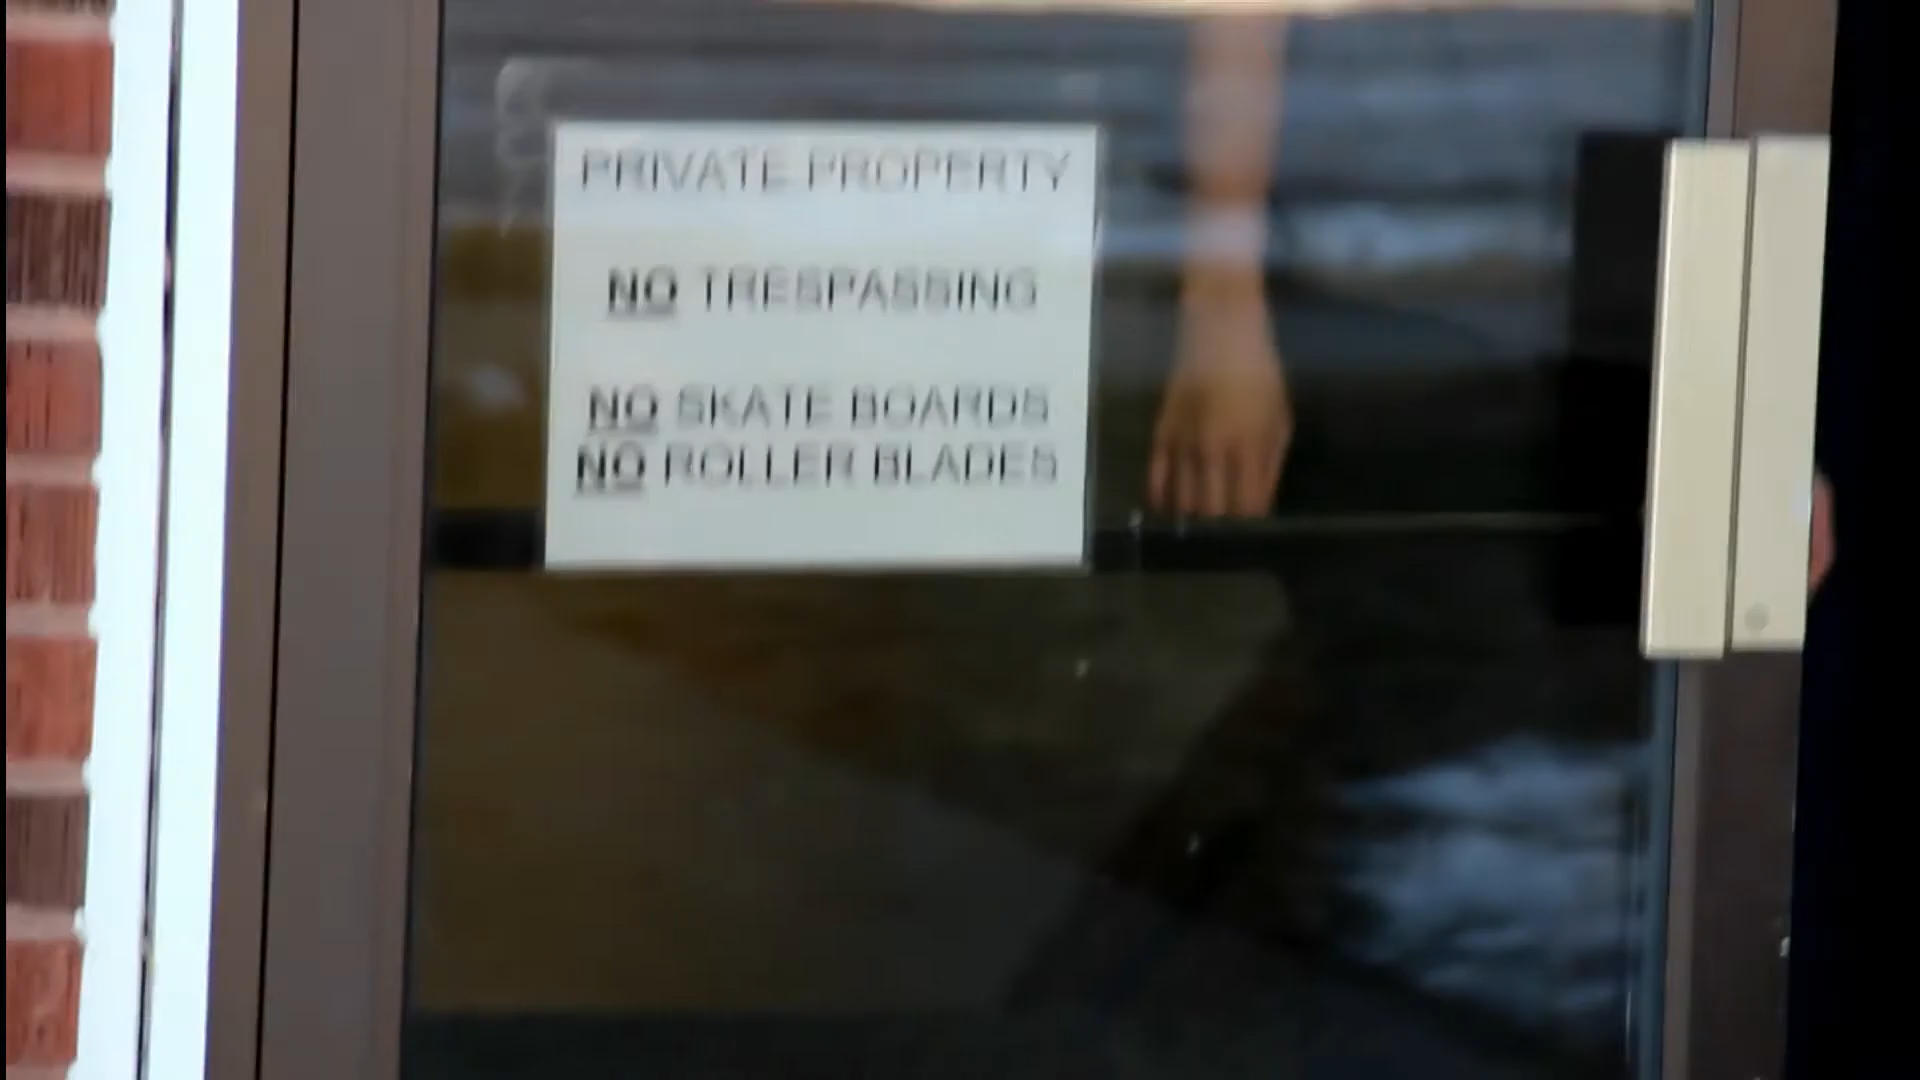 PRIVATE PROPERTY
NO TRESPASSING
NO SKATE BOARDS
NO ROLLER BLADES